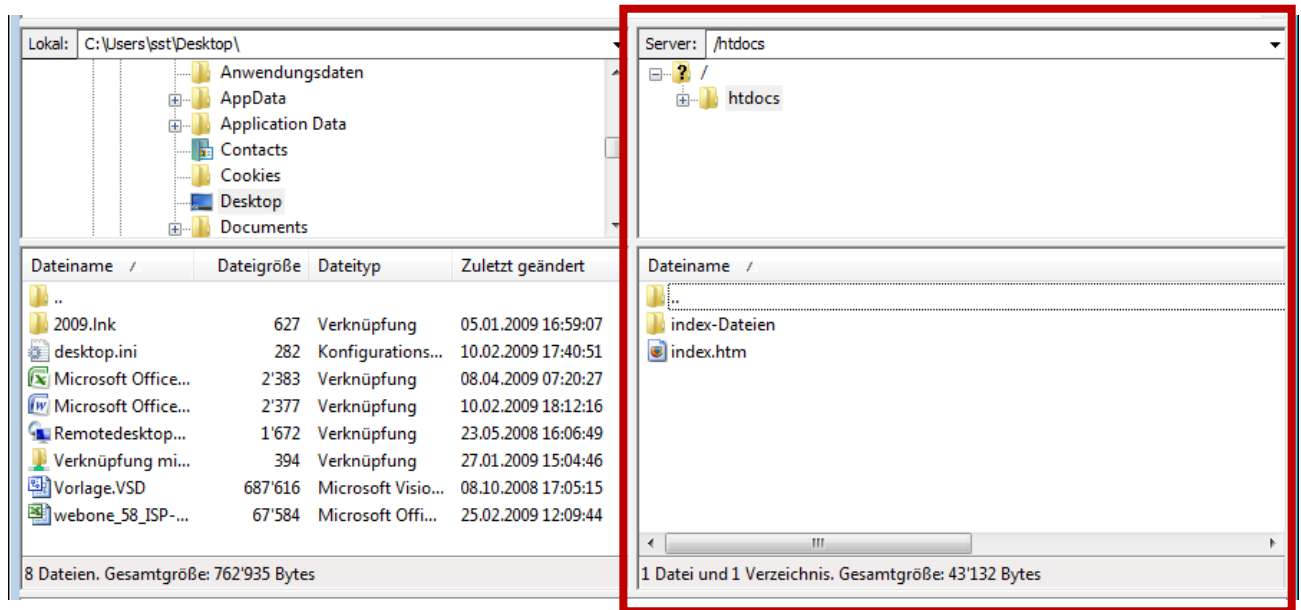 Lokal: C:\Users\sst\Desktop\
Anwendungsdaten
AppData
Application Data
Contacts
Cookies
Desktop
Documents
Dateiname Dateigröße Dateityp Zuletzt geändert
..
2009.lnk 627 Verknüpfung 05.01.2009 16:59:07
desktop.ini 282 Konfigurations... 10.02.2009 17:40:51
Microsoft Office... 2'383 Verknüpfung 08.04.2009 07:20:27
Microsoft Office... 2'377 Verknüpfung 10.02.2009 18:12:16
Remotedesktop... 1'672 Verknüpfung 23.05.2008 16:06:49
Verknüpfung mi... 394 Verknüpfung 27.01.2009 15:04:46
Vorlage.VSD 687'616 Microsoft Visio... 08.10.2008 17:05:15
webone_58_ISP-... 67'584 Microsoft Offi... 25.02.2009 12:09:44
8 Dateien. Gesamtgröße: 762'935 Bytes
Server: /htdocs
/
htdocs
Dateiname
..
index-Dateien
index.htm
1 Datei und 1 Verzeichnis. Gesamtgröße: 43'132 Bytes